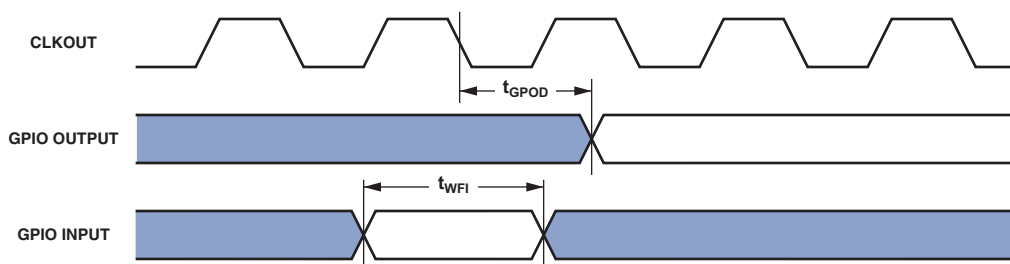 CLKOUT
tGPOD
GPIO OUTPUT
tWFI
GPIO INPUT